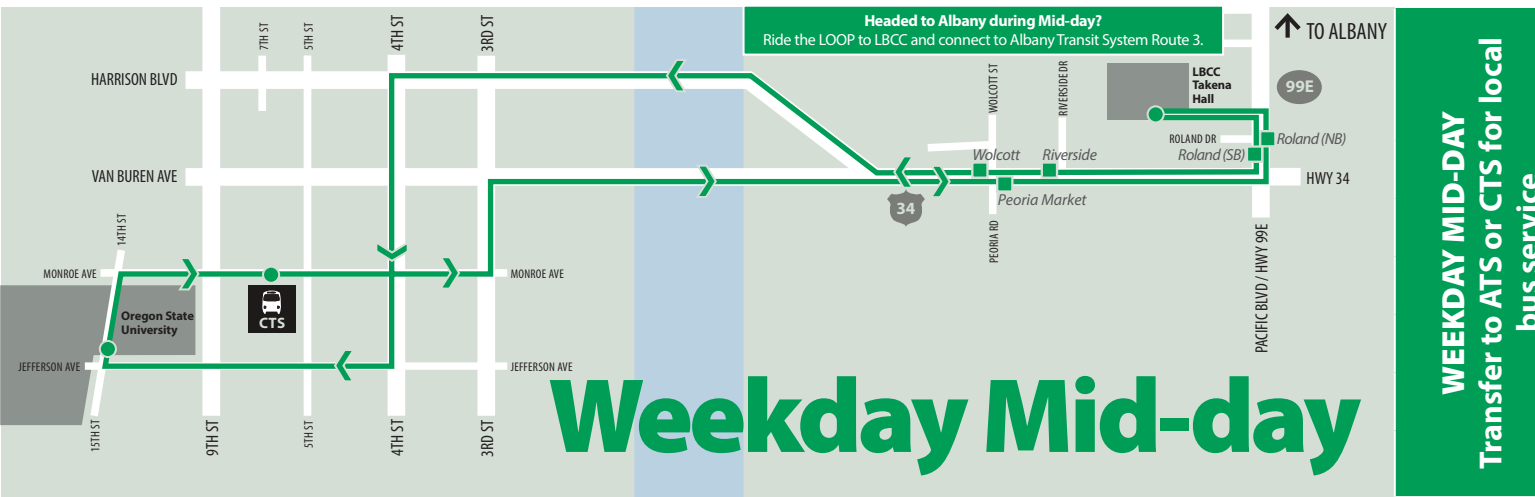 Headed to Albany during Mid-day?
Ride the LOOP to LBCC and connect to Albany Transit System Route 3.
TO ALBANY
7TH ST
5TH ST
4TH ST
3RD ST
HARRISON BLVD
WOLCOTT ST
RIVERSIDE DR
LBCC
Takena
Hall
99E
ROLAND DR
Roland (NB)
Roland (SB)
Wolcott
Riverside
VAN BUREN AVE
HWY 34
Peoria Market
34
PEORIA RD
14TH ST
MONROE AVE
MONROE AVE
PACIFIC BLVD / HWY 99E
Oregon State
University
CTS
JEFFERSON AVE
JEFFERSON AVE
15TH ST
9TH ST
5TH ST
4TH ST
3RD ST
Weekday Mid-day
WEEKDAY MID-DAY
Transfer to ATS or CTS for local
bus service